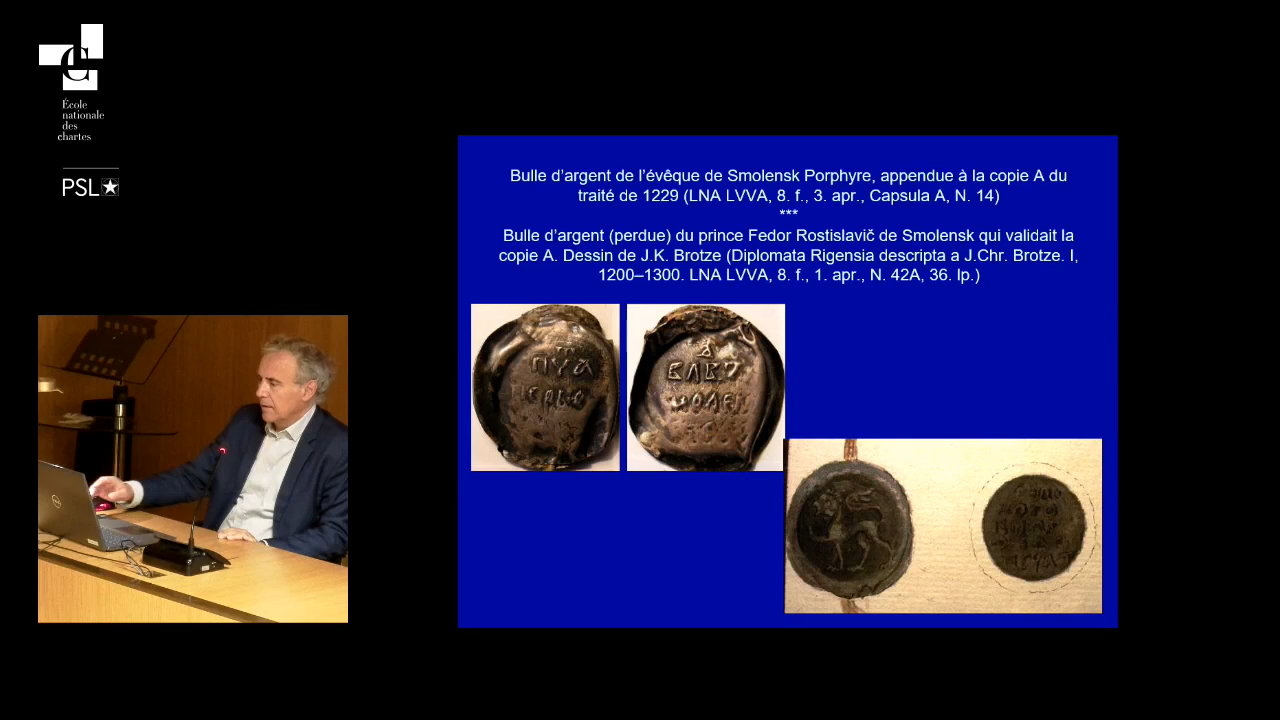 École
nationale
des
chartes
PSL
Bulle d’argent de l’évêque de Smolensk Porphyre, appendue à la copie A du
traité de 1229 (LNA LVVA, 8. f., 3. apr., Capsula A, N. 14)
***
Bulle d’argent (perdue) du prince Fedor Rostislavič de Smolensk qui validait la
copie A. Dessin de J.K. Brotze (Diplomata Rigensia descripta a J.Chr. Brotze. I,
1200–1300. LNA LVVA, 8. f., 1. apr., N. 42A, 36. lp.)